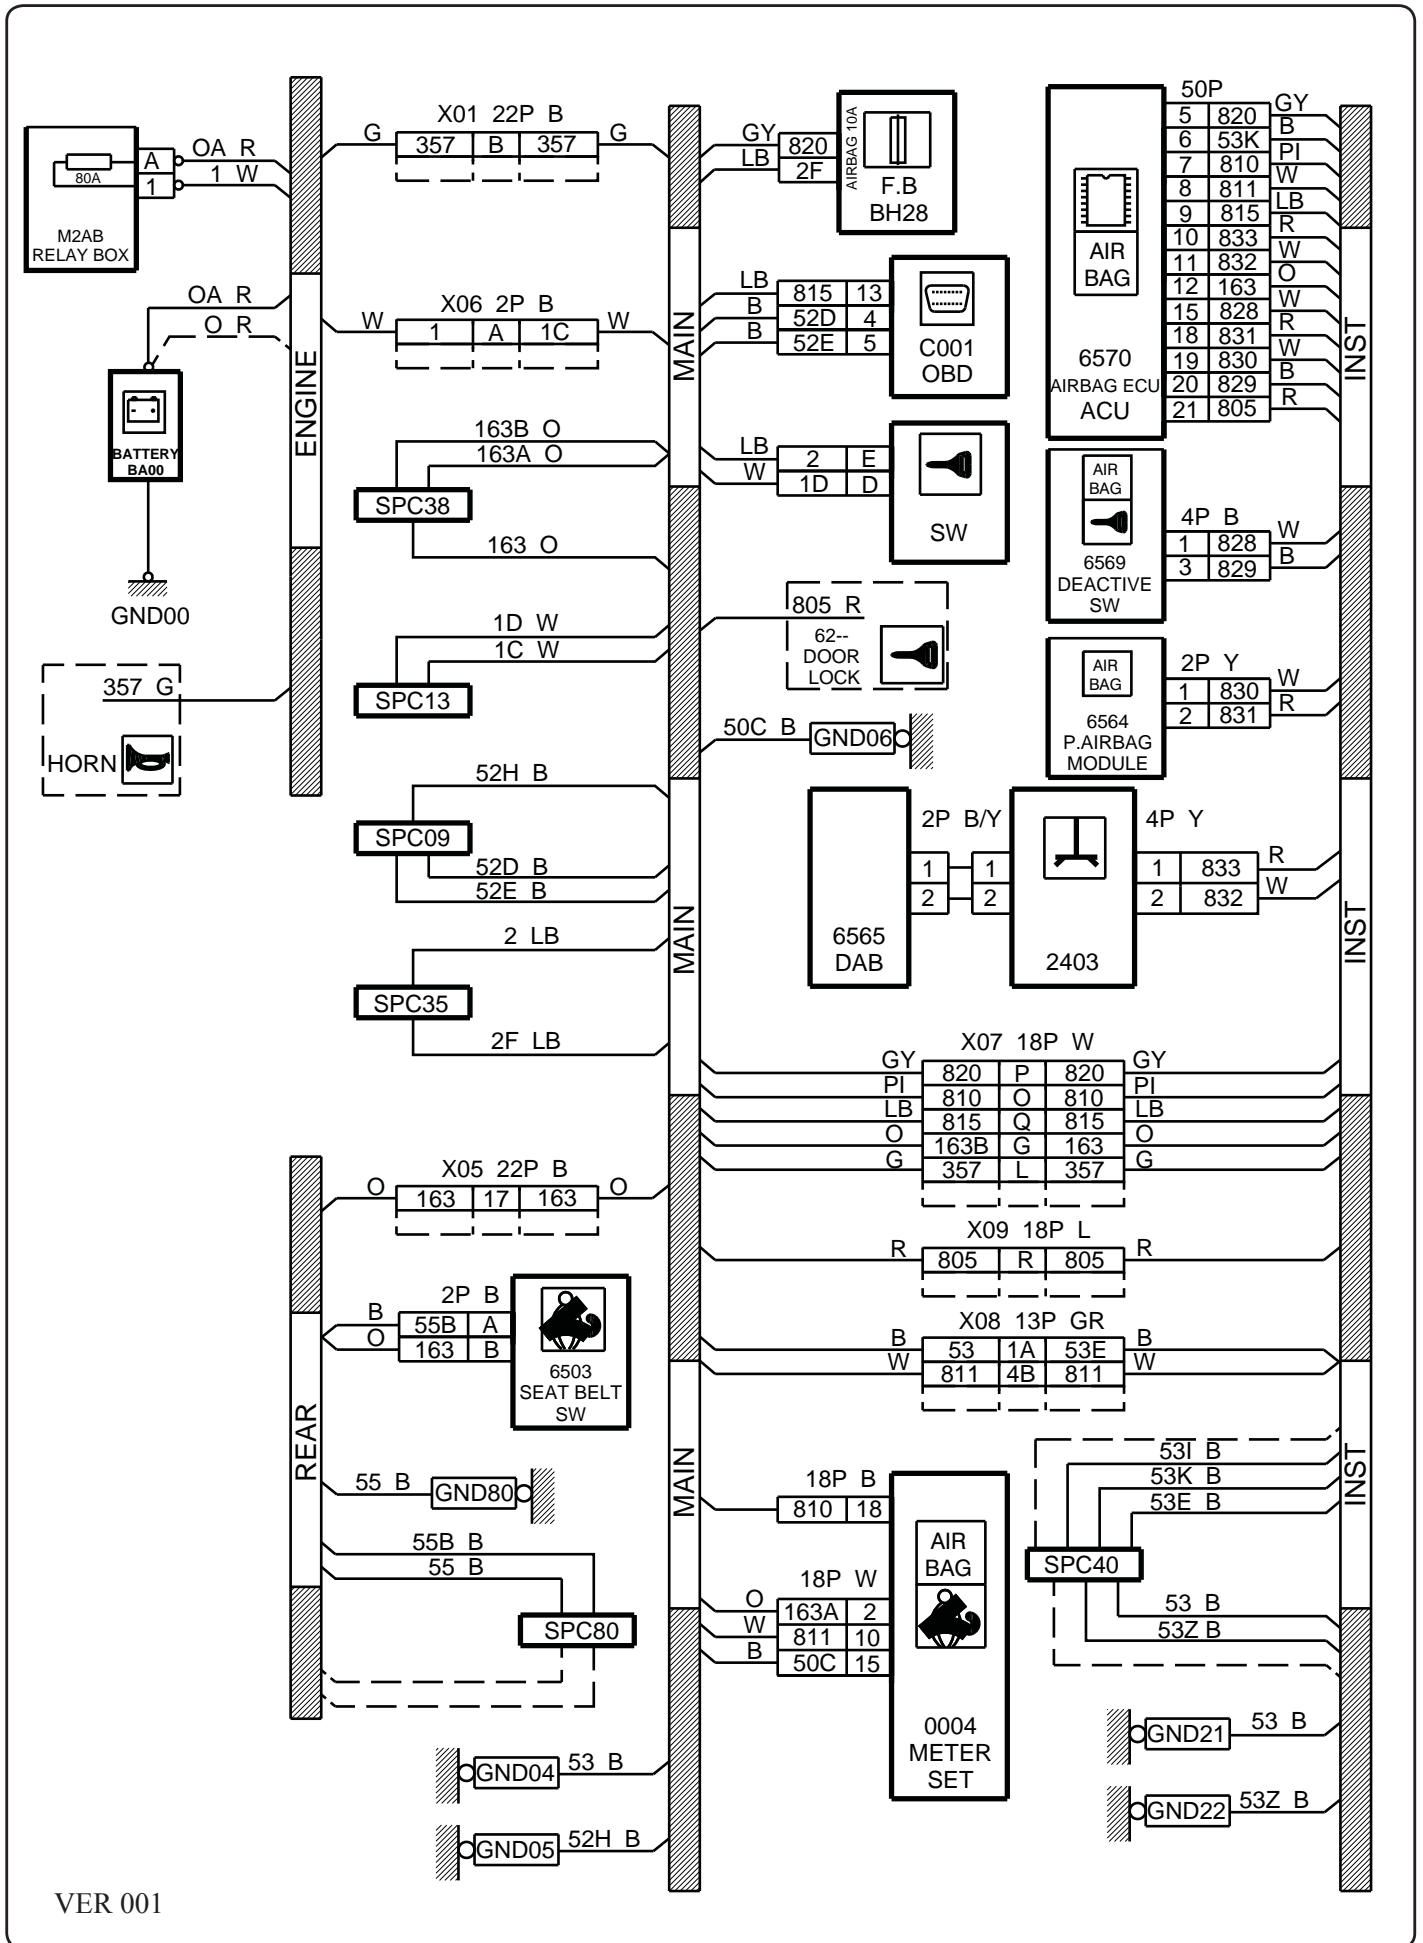 M2AB
RELAY BOX
80A
A
1
OA R
1 W
OA R
O R
BATTERY
BA00
GND00
357 G
HORN
ENGINE
X01 22P B
G 357 B 357 G
X06 2P B
W 1 A 1C W
163B O
163A O
SPC38
163 O
1D W
1C W
SPC13
52H B
SPC09
52D B
52E B
2 LB
SPC35
2F LB
X05 22P B
O 163 17 163 O
REAR
2P B
B 55B A
O 163 B
6503
SEAT BELT
SW
55 B GND80
55B B
55 B
SPC80
GND04 53 B
GND05 52H B
MAIN
MAIN
MAIN
GY 820
LB 2F
AIRBAG 10A
F.B
BH28
LB 815 13
B 52D 4
B 52E 5
C001
OBD
LB 2 E
W 1D D
SW
805 R
62--
DOOR
LOCK
50C B GND06
6565
DAB
2P B/Y
1 1
2 2
2403
4P Y
1 833 R
2 832 W
X07 18P W
GY 820 P 820 GY
PI 810 O 810 PI
LB 815 Q 815 LB
O 163B G 163 O
G 357 L 357 G
X09 18P L
R 805 R 805 R
X08 13P GR
B 53 1A 53E B
W 811 4B 811 W
18P B
810 18
18P W
O 163A 2
W 811 10
B 50C 15
AIR
BAG
0004
METER
SET
50P
5 820 GY
6 53K B
7 810 PI
8 811 W
9 815 LB
10 833 R
11 832 W
12 163 O
15 828 W
18 831 R
19 830 W
20 829 B
21 805 R
AIR
BAG
6570
AIRBAG ECU
ACU
AIR
BAG
6569
DEACTIVE
SW
4P B
1 828 W
3 829 B
AIR
BAG
6564
P.AIRBAG
MODULE
2P Y
1 830 W
2 831 R
INST
INST
INST
53I B
53K B
53E B
SPC40
53 B
53Z B
GND21 53 B
GND22 53Z B
VER 001